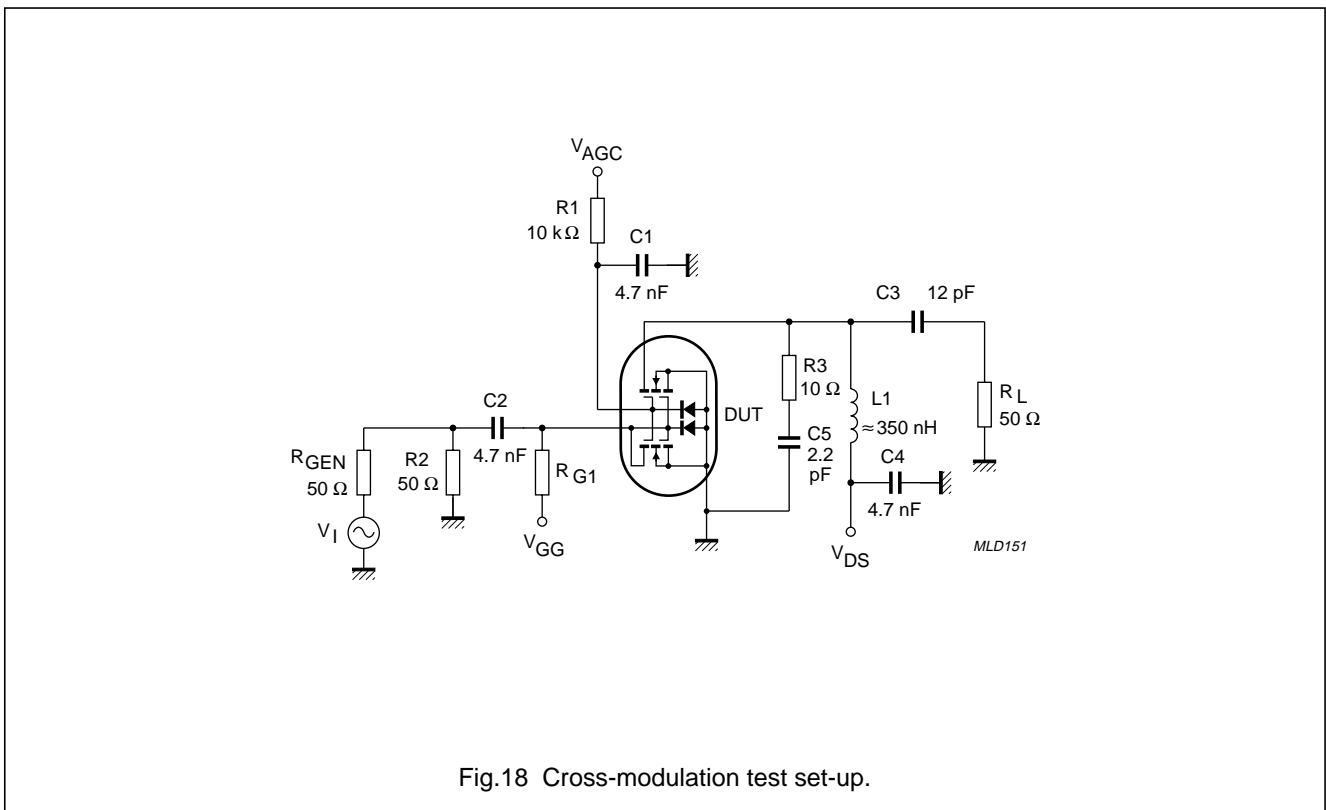 VAGC
R1
10 kΩ
C1
4.7 nF
C3 12 pF
R3
10 Ω
L1
≈350 nH
RL
50 Ω
C2
4.7 nF
DUT
C5
2.2
pF
C4
4.7 nF
RGEN
50 Ω
R2
50 Ω
RG1
VI
VGG
VDS
MLD151
Fig.18 Cross-modulation test set-up.